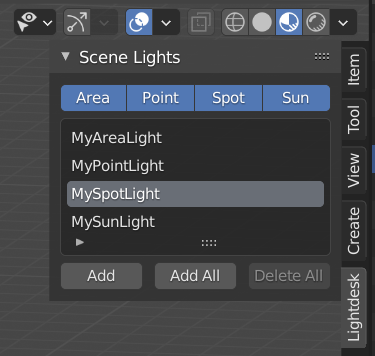 Scene Lights
Area Point Spot Sun
MyAreaLight
MyPointLight
MySpotLight
MySunLight
Add Add All Delete All
Item
Tool
View
Create
Lightdesk